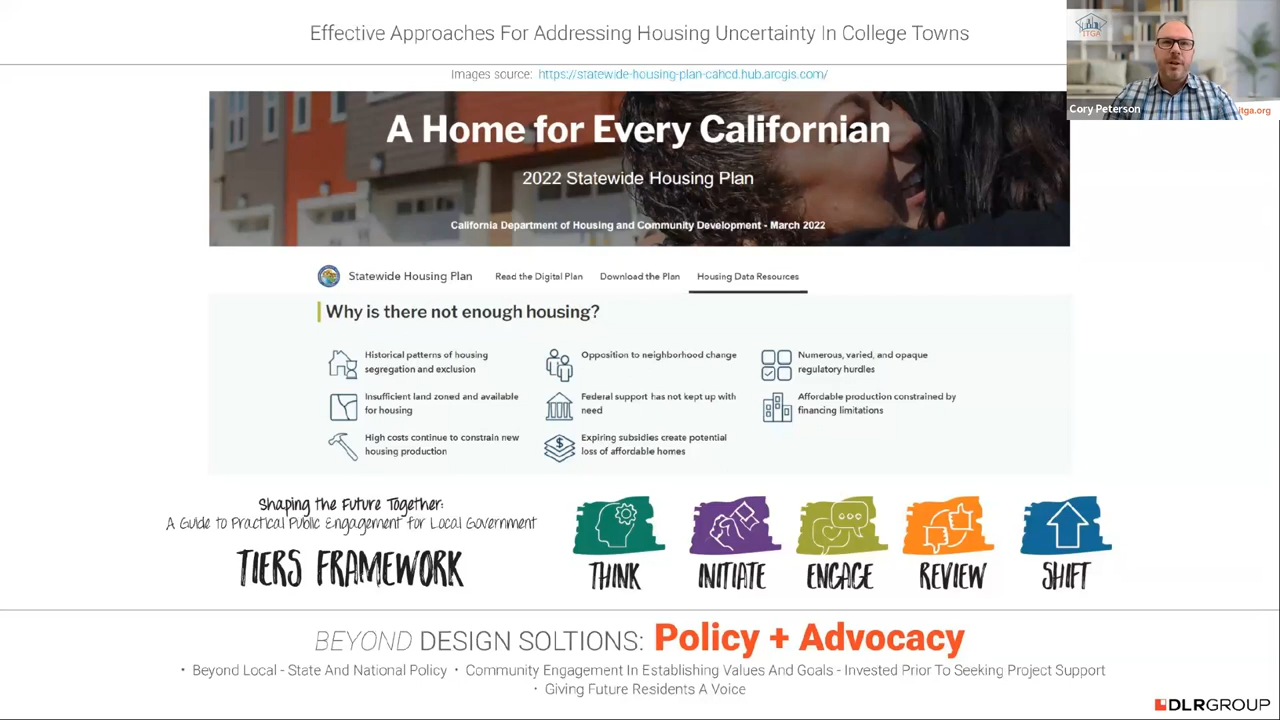 Effective Approaches For Addressing Housing Uncertainty In College Towns
Images source: https://statewide-housing-plan-cahcd.hub.arcgis.com/
ITGA
Cory Peterson
itga.org
A Home for Every Californian
2022 Statewide Housing Plan
California Department of Housing and Community Development - March 2022
Statewide Housing Plan
Read the Digital Plan
Download the Plan
Housing Data Resources
Why is there not enough housing?
Historical patterns of housing
segregation and exclusion
Opposition to neighborhood change
Numerous, varied, and opaque
regulatory hurdles
Insufficient land zoned and available
for housing
Federal support has not kept up with
need
Affordable production constrained by
financing limitations
High costs continue to constrain new
housing production
Expiring subsidies create potential
loss of affordable homes
Shaping the Future Together:
A Guide to Practical Public Engagement for Local Government
TIERS FRAMEWORK
THINK
INITIATE
ENGAGE
REVIEW
SHIFT
BEYOND DESIGN SOLTIONS: Policy + Advocacy
• Beyond Local - State And National Policy • Community Engagement In Establishing Values And Goals - Invested Prior To Seeking Project Support
• Giving Future Residents A Voice
DLRGROUP